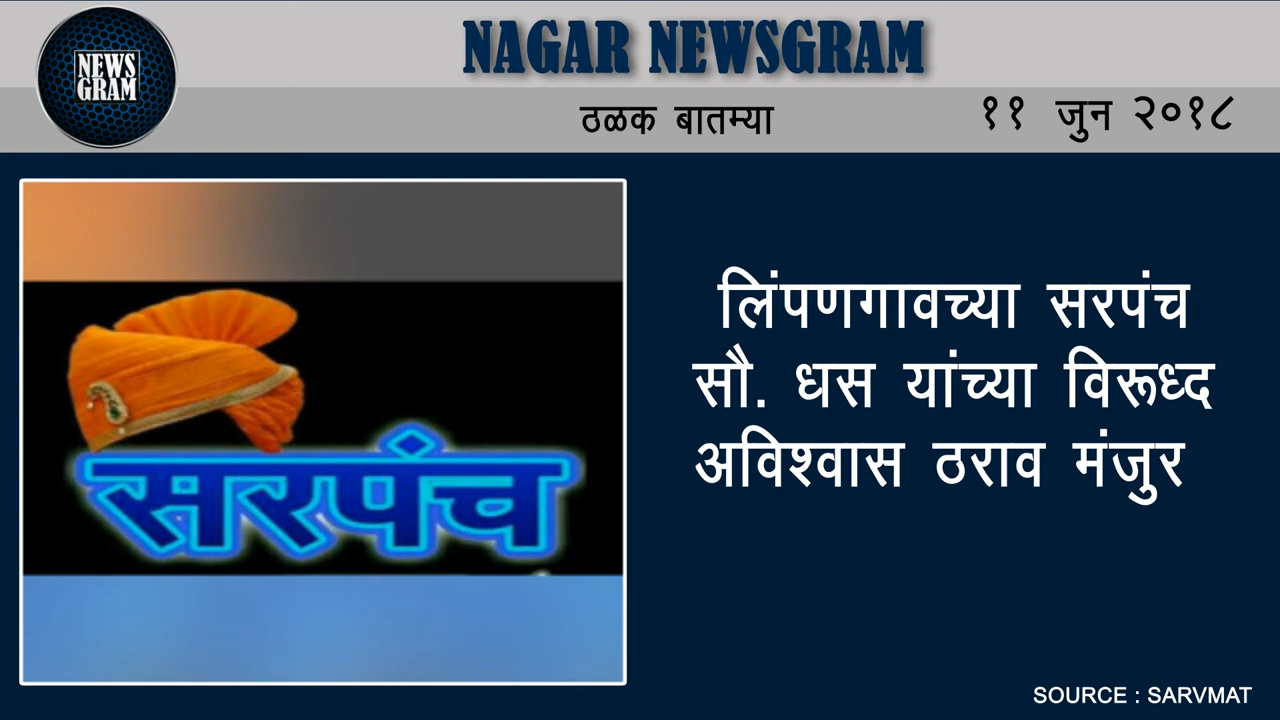 NEWS
GRAM
NAGAR NEWSGRAM
ठळक बातम्या
११ जुन २०१८
सरपंच
लिंपणगावच्या सरपंच
सौ. धस यांच्या विरूध्द
अविश्वास ठराव मंजुर
SOURCE : SARVMAT